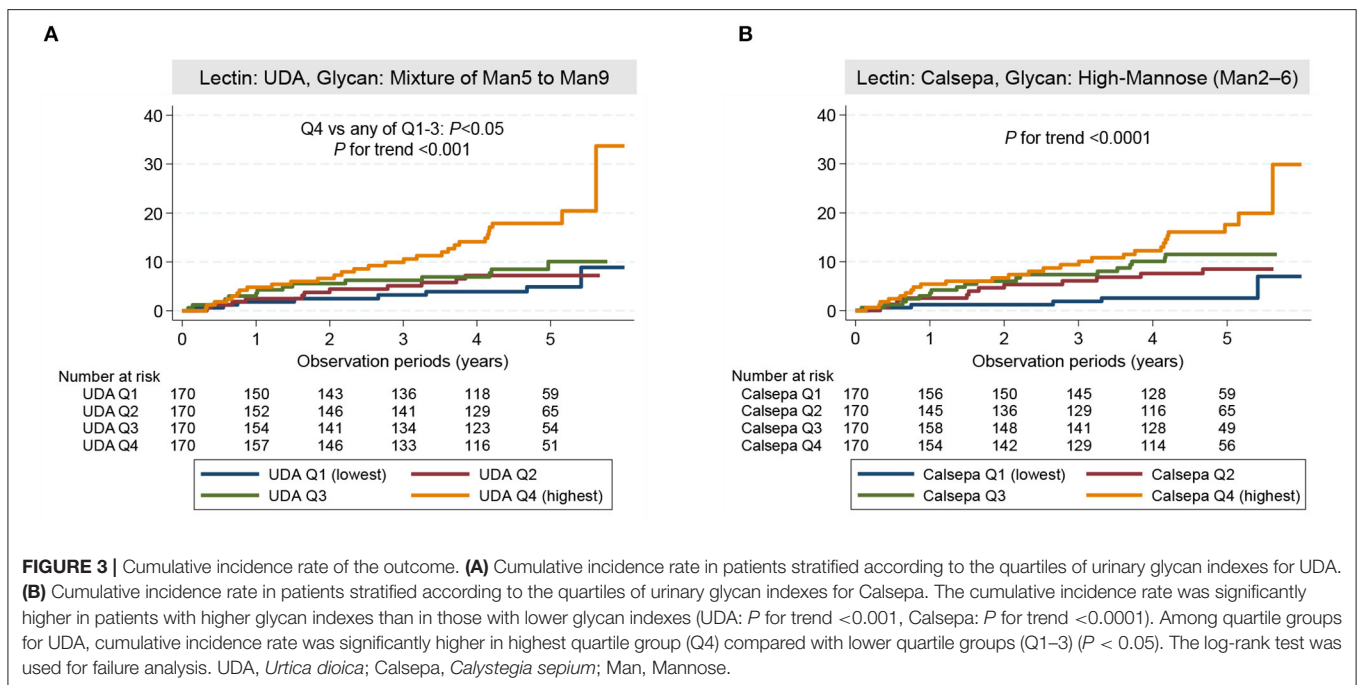 A
Lectin: UDA, Glycan: Mixture of Man5 to Man9
Q4 vs any of Q1-3: P<0.05
P for trend <0.001
40
30
20
10
0
0 1 2 3 4 5
Observation periods (years)
Number at risk
UDA Q1 170 150 143 136 118 59
UDA Q2 170 152 146 141 129 65
UDA Q3 170 154 141 134 123 54
UDA Q4 170 157 146 133 116 51
UDA Q1 (lowest) UDA Q2
UDA Q3 UDA Q4 (highest)
B
Lectin: Calsepa, Glycan: High-Mannose (Man2–6)
P for trend <0.0001
40
30
20
10
0
0 1 2 3 4 5
Observation periods (years)
Number at risk
Calsepa Q1 170 156 150 145 128 59
Calsepa Q2 170 145 136 129 116 65
Calsepa Q3 170 158 148 141 128 49
Calsepa Q4 170 154 142 129 114 56
Calsepa Q1 (lowest) Calsepa Q2
Calsepa Q3 Calsepa Q4 (highest)
FIGURE 3 | Cumulative incidence rate of the outcome. (A) Cumulative incidence rate in patients stratified according to the quartiles of urinary glycan indexes for UDA.
(B) Cumulative incidence rate in patients stratified according to the quartiles of urinary glycan indexes for Calsepa. The cumulative incidence rate was significantly
higher in patients with higher glycan indexes than in those with lower glycan indexes (UDA: P for trend <0.001, Calsepa: P for trend <0.0001). Among quartile groups
for UDA, cumulative incidence rate was significantly higher in highest quartile group (Q4) compared with lower quartile groups (Q1–3) (P < 0.05). The log-rank test was
used for failure analysis. UDA, Urtica dioica; Calsepa, Calystegia sepium; Man, Mannose.